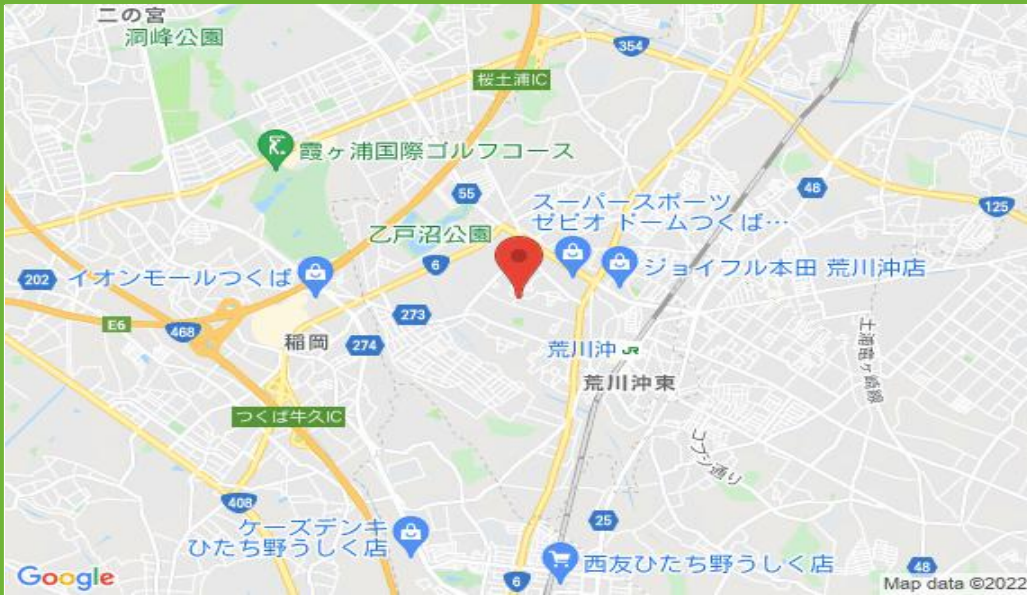 二の宮
洞峰公園
354
桜土浦IC
霞ヶ浦国際ゴルフコース
55
48
スーパースポーツ
ゼビオ ドームつくば…
125
乙戸沼公園
6
202
イオンモールつくば
ジョイフル本田 荒川沖店
273
E6
468
稲岡
274
荒川沖 JR
土浦竜ヶ崎線
荒川沖東
つくば牛久IC
コブシ通り
408
25
ケーズデンキ
ひたち野うしく店
西友ひたち野うしく店
48
6
Google
Map data ©2022